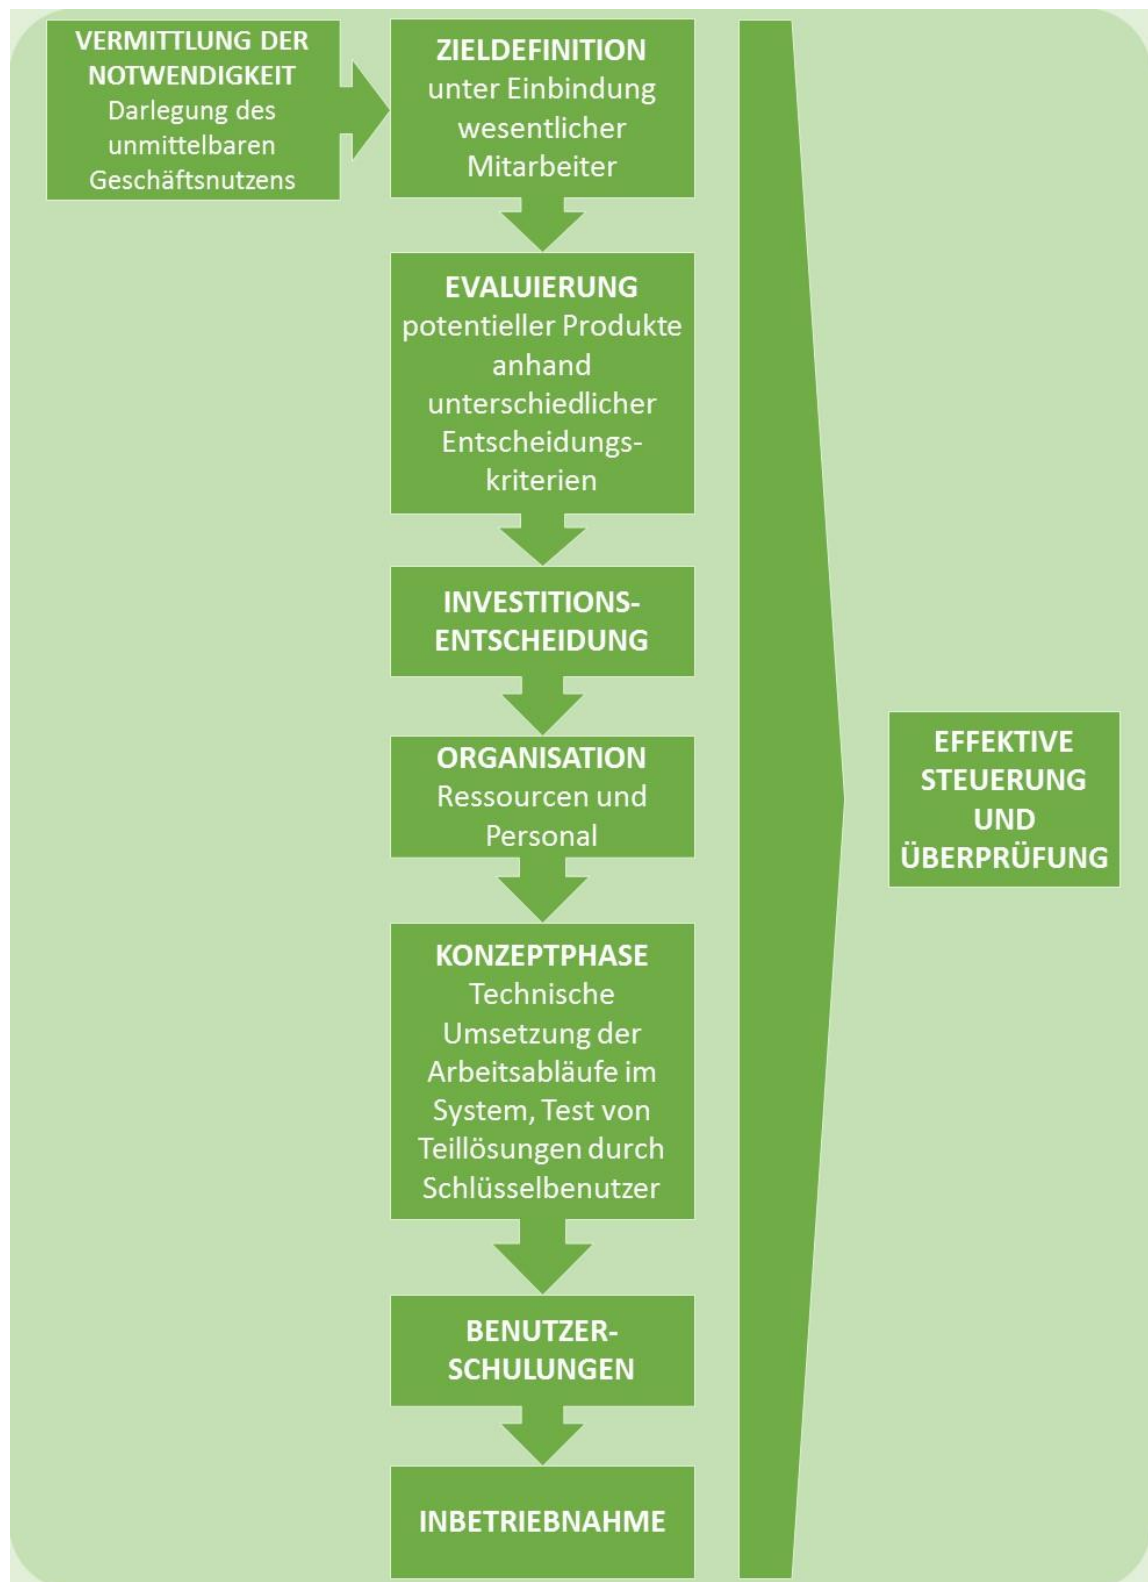 VERMITTLUNG DER
NOTWENDIGKEIT
Darlegung des
unmittelbaren
Geschäftsnutzens
ZIELDEFINITION
unter Einbindung
wesentlicher
Mitarbeiter
EVALUIERUNG
potentieller Produkte
anhand
unterschiedlicher
Entscheidungs-
kriterien
INVESTITIONS-
ENTSCHEIDUNG
ORGANISATION
Ressourcen und
Personal
KONZEPTPHASE
Technische
Umsetzung der
Arbeitsabläufe im
System, Test von
Teillösungen durch
Schlüsselbenutzer
BENUTZER-
SCHULUNGEN
INBETRIEBNAHME
EFFEKTIVE
STEUERUNG
UND
ÜBERPRÜFUNG